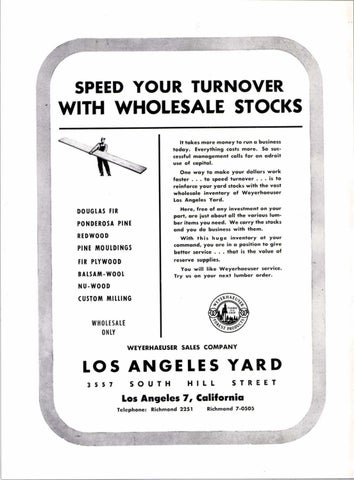 SPEED YOUR TURNOVER
WITH WHOLESALE STOCKS
DOUGLAS FIR
PONDEROSA PINE
REDWOOD
PINE MOULDINGS
FIR PLYWOOD
BALSAM-WOOL
NU-WOOD
CUSTOM MILLING
WHOLESALE
ONLY
It takes more money to run a business
today. Everything costs more. So suc-
cessful management calls for an adroit
use of capital.
One way to make your dollars work
faster . . . to speed turnover . . . is to
reinforce your yard stocks with the vast
wholesale inventory of Weyerhaeuser
Los Angeles Yard.
Here, free of any investment on your
part, are just about all the various lum-
ber items you need. We carry the stocks
and you do business with them.
With this huge inventory at your
command, you are in a position to give
better service . . . that is the value of
reserve supplies.
You will like Weyerhaeuser service.
Try us on your next lumber order.
WEYERHAEUSER
FOREST PRODUCTS
WEYERHAEUSER SALES COMPANY
LOS ANGELES YARD
3557 SOUTH HILL STREET
Los Angeles 7, California
Telephone: Richmond 2251 Richmond 7-0505